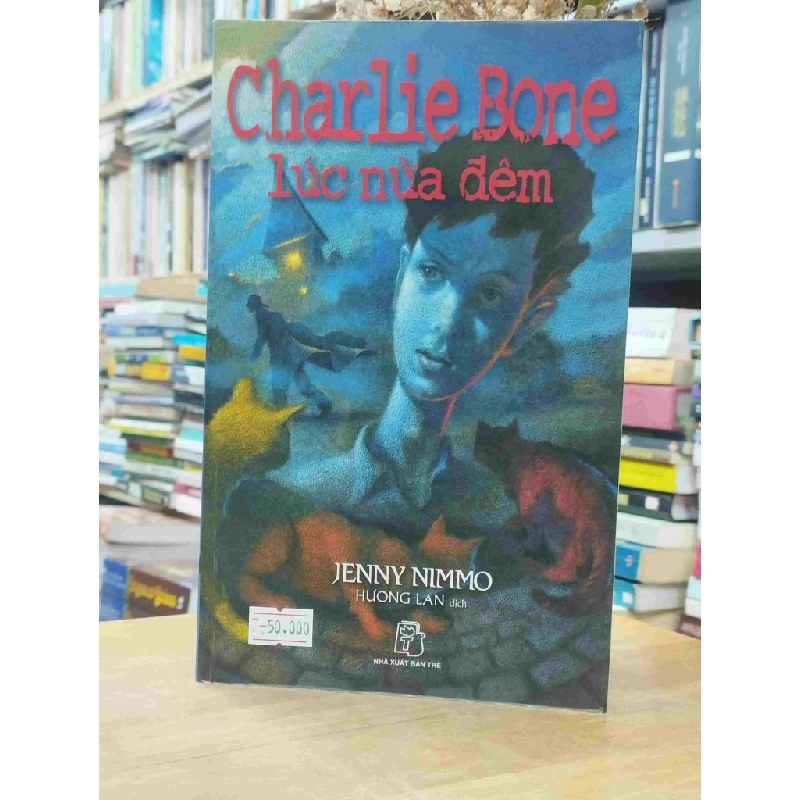 Charlie Bone
lúc nửa đêm
JENNY NIMMO
HƯƠNG LAN dịch
50.000
NHÀ XUẤT BẢN TRẺ